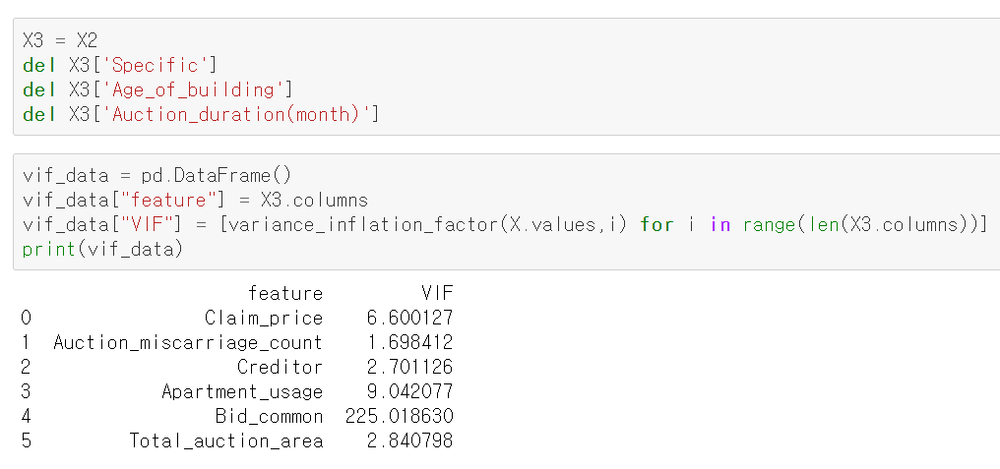 X3 = X2
del X3['Specific']
del X3['Age_of_building']
del X3['Auction_duration(month)']
vif_data = pd.DataFrame()
vif_data["feature"] = X3.columns
vif_data["VIF"] = [variance_inflation_factor(X.values,i) for i in range(len(X3.columns))]
print(vif_data)
feature VIF
0 Claim_price 6.600127
1 Auction_miscarriage_count 1.698412
2 Creditor 2.701126
3 Apartment_usage 9.042077
4 Bid_common 225.018630
5 Total_auction_area 2.840798